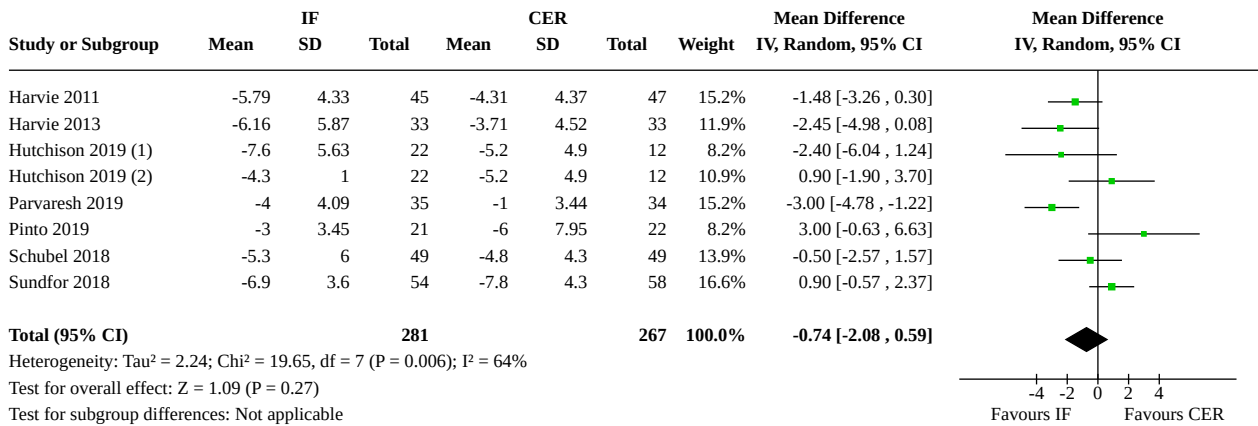 IF CER Mean Difference Mean Difference
Study or Subgroup Mean SD Total Mean SD Total Weight IV, Random, 95% CI IV, Random, 95% CI
Harvie 2011 -5.79 4.33 45 -4.31 4.37 47 15.2% -1.48 [-3.26 , 0.30]
Harvie 2013 -6.16 5.87 33 -3.71 4.52 33 11.9% -2.45 [-4.98 , 0.08]
Hutchison 2019 (1) -7.6 5.63 22 -5.2 4.9 12 8.2% -2.40 [-6.04 , 1.24]
Hutchison 2019 (2) -4.3 1 22 -5.2 4.9 12 10.9% 0.90 [-1.90 , 3.70]
Parvaresh 2019 -4 4.09 35 -1 3.44 34 15.2% -3.00 [-4.78 , -1.22]
Pinto 2019 -3 3.45 21 -6 7.95 22 8.2% 3.00 [-0.63 , 6.63]
Schubel 2018 -5.3 6 49 -4.8 4.3 49 13.9% -0.50 [-2.57 , 1.57]
Sundfor 2018 -6.9 3.6 54 -7.8 4.3 58 16.6% 0.90 [-0.57 , 2.37]
Total (95% CI) 281 267 100.0% -0.74 [-2.08 , 0.59]
Heterogeneity: Tau² = 2.24; Chi² = 19.65, df = 7 (P = 0.006); I² = 64%
Test for overall effect: Z = 1.09 (P = 0.27) -4 -2 0 2 4
Test for subgroup differences: Not applicable Favours IF Favours CER